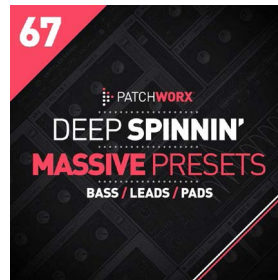 67
PATCHWORX
DEEP SPINNIN'
MASSIVE PRESETS
BASS / LEADS / PADS